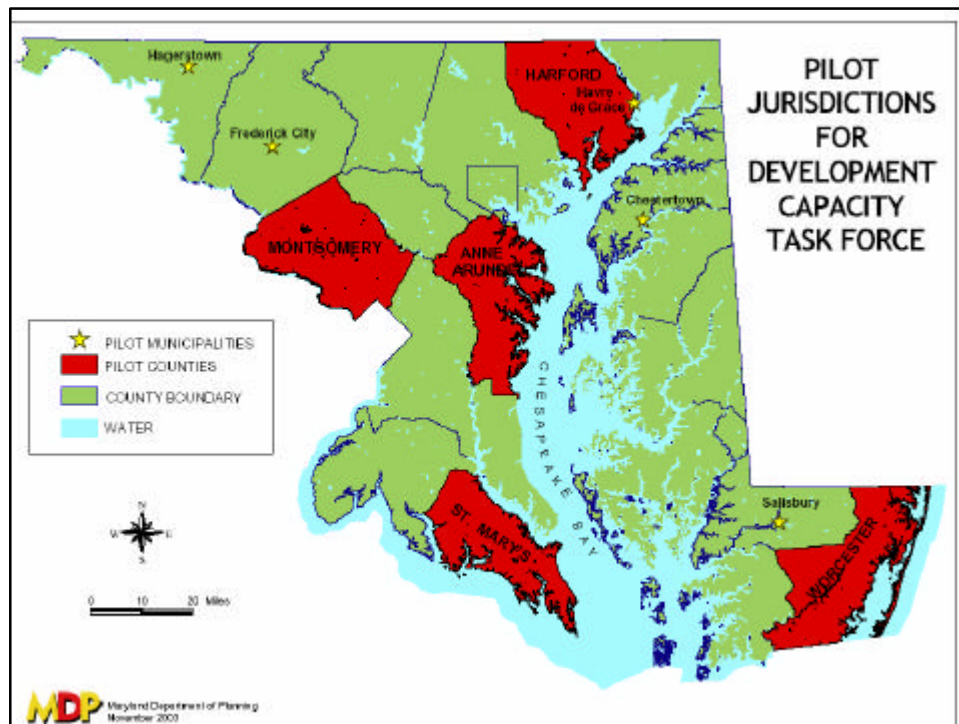 PILOT
JURISDICTIONS
FOR
DEVELOPMENT
CAPACITY
TASK FORCE
Hagerstown
Frederick City
HARFORD
Havre
de Grace
Chestertown
MONTGOMERY
ANNE
ARUNDEL
PILOT MUNICIPALITIES
PILOT COUNTIES
COUNTY BOUNDARY
WATER
CHESAPEAKE BAY
Salisbury
ST. MARY'S
WORCESTER
N
W E
S
0 10 20 Miles
MDP Maryland Department of Planning
November 2003